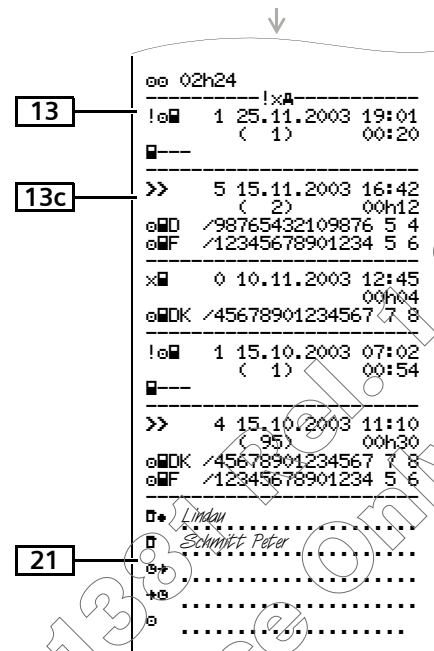 02h24
!xA
13
! 1 25.11.2003 19:01
( 1) 00:20
---
13c
>> 5 15.11.2003 16:42
( 2) 00h12
D /98765432109876 5 4
F /12345678901234 5 6
x 0 10.11.2003 12:45
00h04
DK /45678901234567 7 8
! 1 15.10.2003 07:02
( 1) 00:54
---
>> 4 15.10.2003 11:10
( 95) 00h30
DK /45678901234567 7 8
F /12345678901234 5 6
Lindau
Schmitt Peter
21